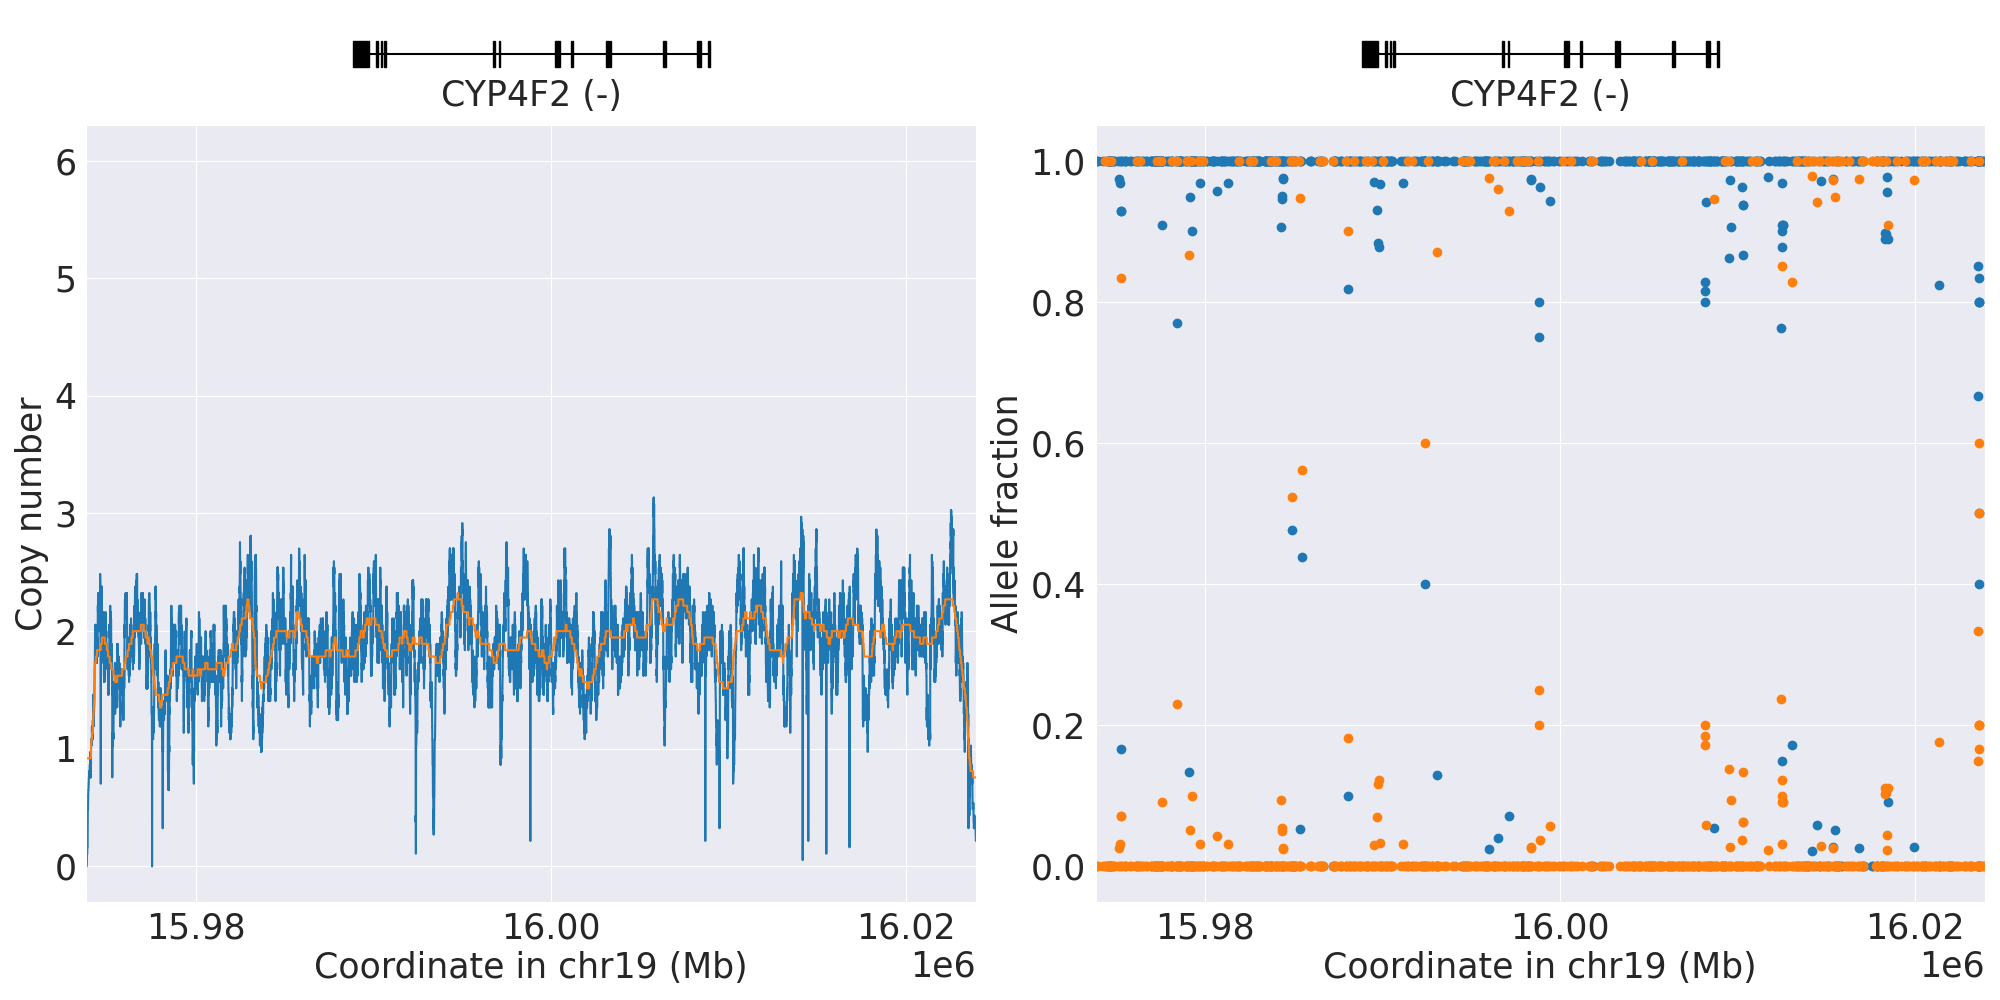 CYP4F2 (-)
CYP4F2 (-)
Copy number
6
5
4
3
2
1
0
15.98
16.00
16.02
Coordinate in chr19 (Mb)
1e6
Allele fraction
1.0
0.8
0.6
0.4
0.2
0.0
15.98
16.00
16.02
Coordinate in chr19 (Mb)
1e6